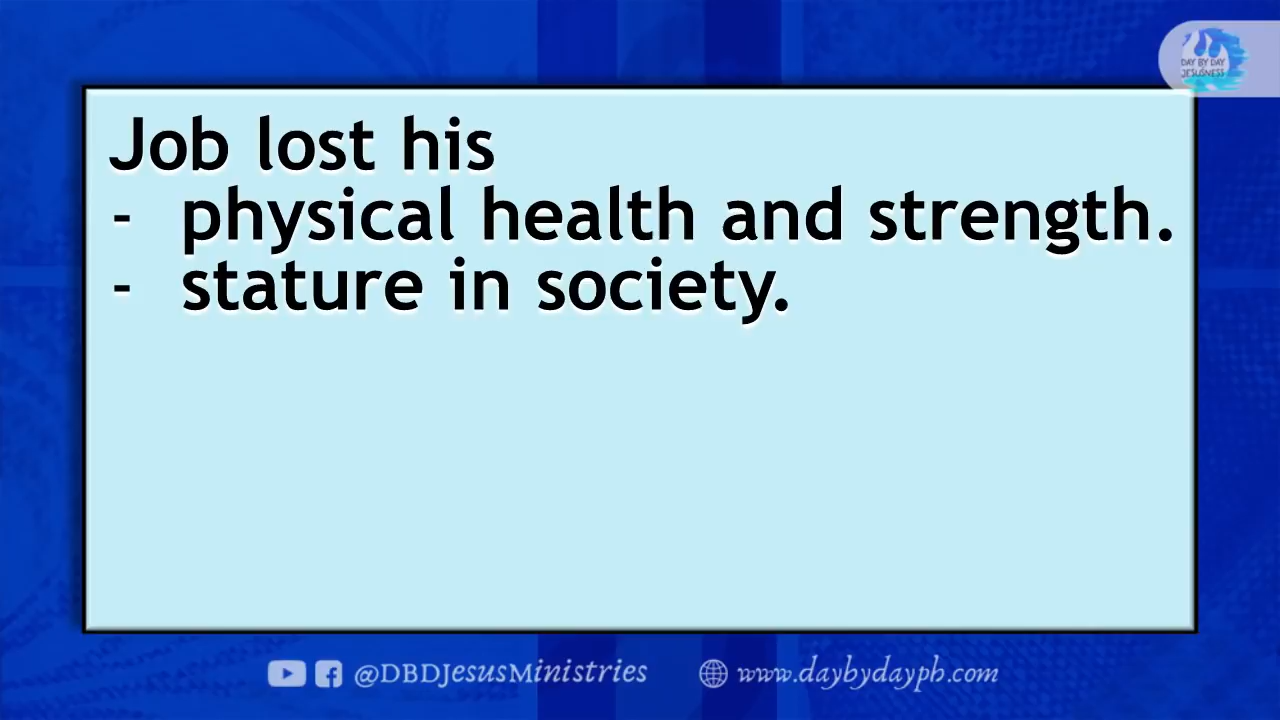 DAY BY DAY
JESUSNESS
Job lost his
- physical health and strength.
- stature in society.
@DBDJesusMinistries
www.daybydayph.com